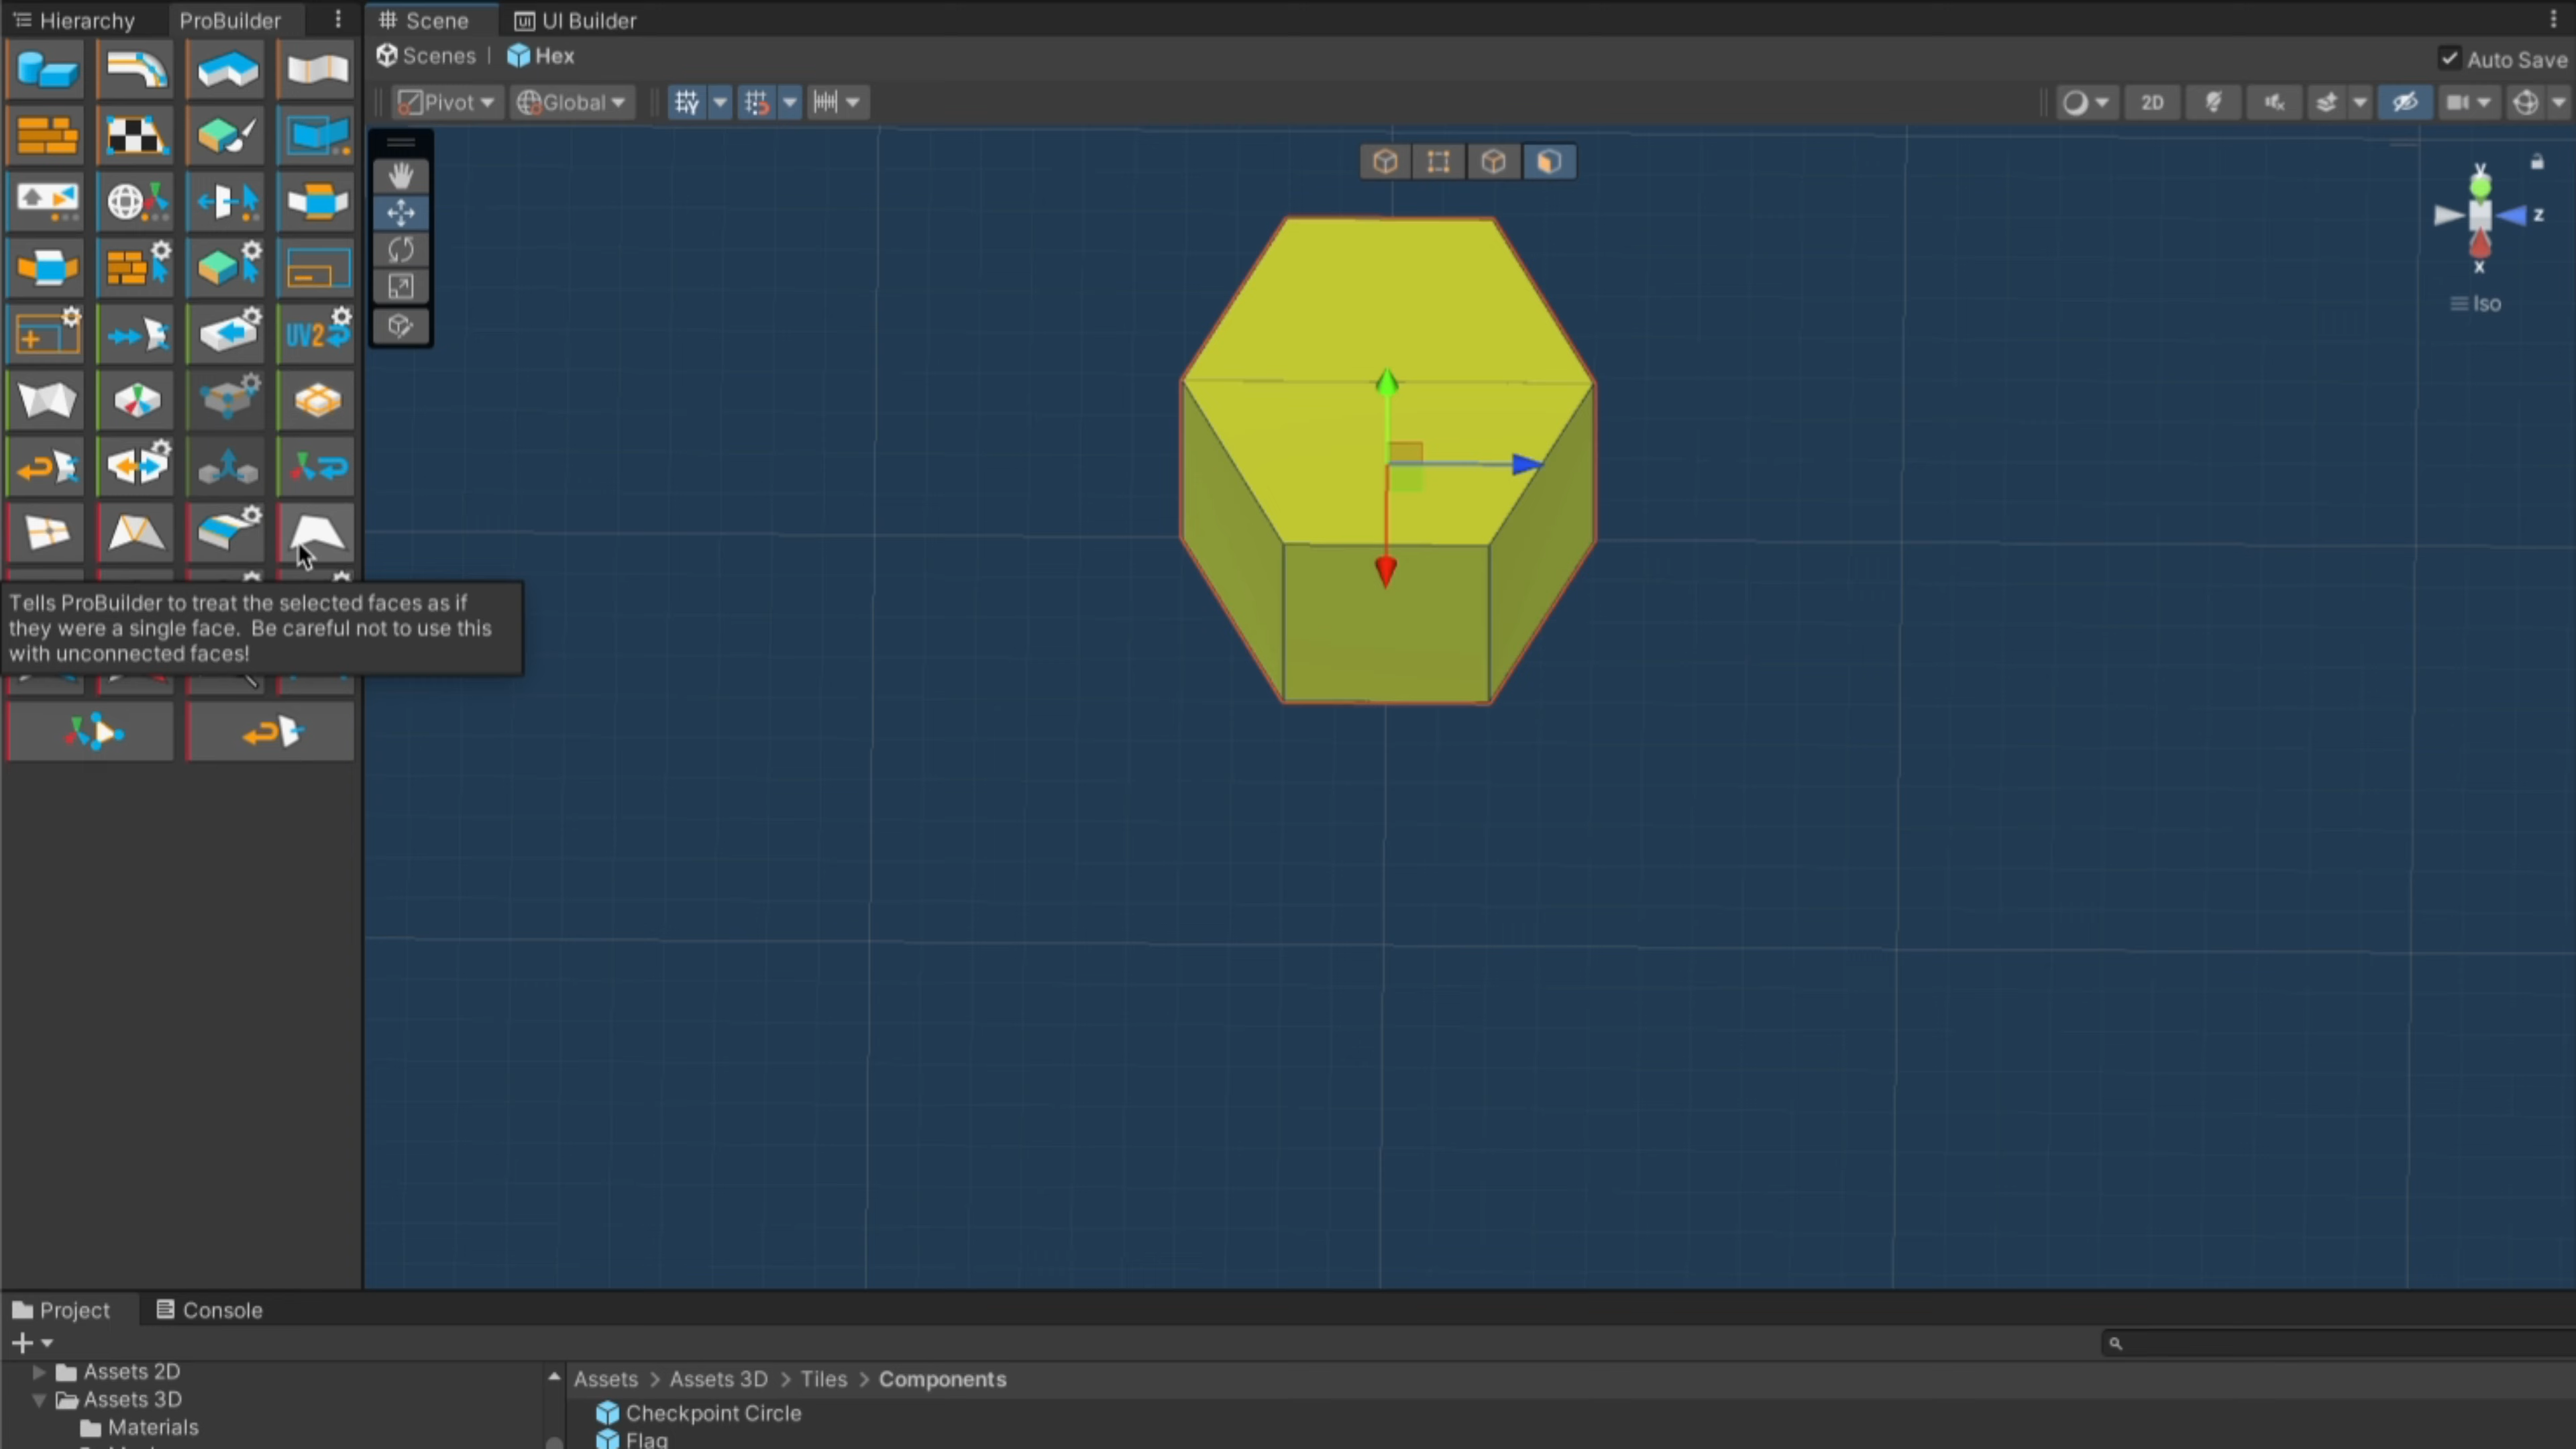 Hierarchy
ProBuilder
Scene
UI Builder
Scenes
Hex
Auto Save
Pivot
Global
2D
y
z
x
Iso
UV2
Tells ProBuilder to treat the selected faces as if
they were a single face. Be careful not to use this
with unconnected faces!
Project
Console
Assets 2D
Assets 3D
Materials
Assets > Assets 3D > Tiles > Components
Checkpoint Circle
Flag